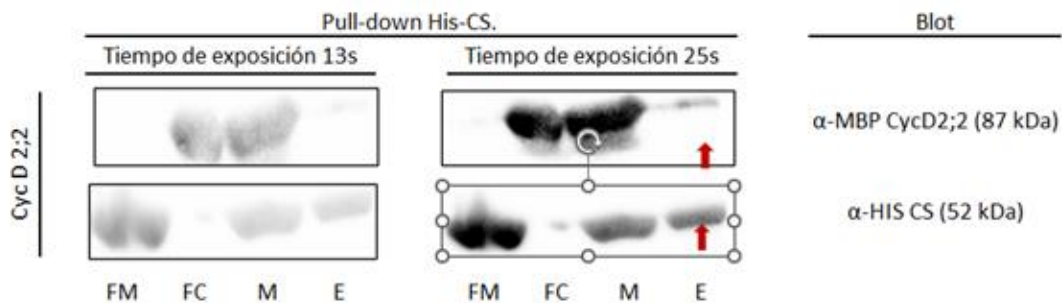 Pull-down His-CS.
Blot
Tiempo de exposición 13s
Tiempo de exposición 25s
Cyc D 2;2
α-MBP CycD2;2 (87 kDa)
α-HIS CS (52 kDa)
FM FC M E
FM FC M E